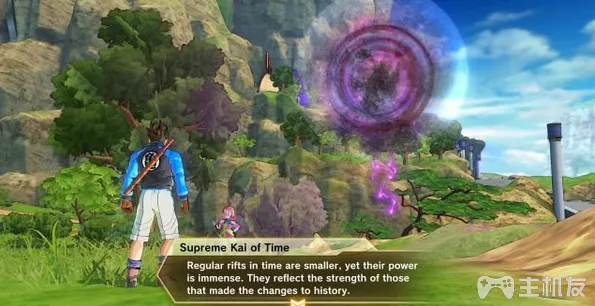 Supreme Kai of Time
Regular rifts in time are smaller, yet their power
is immense. They reflect the strength of those
that made the changes to history.
主机友